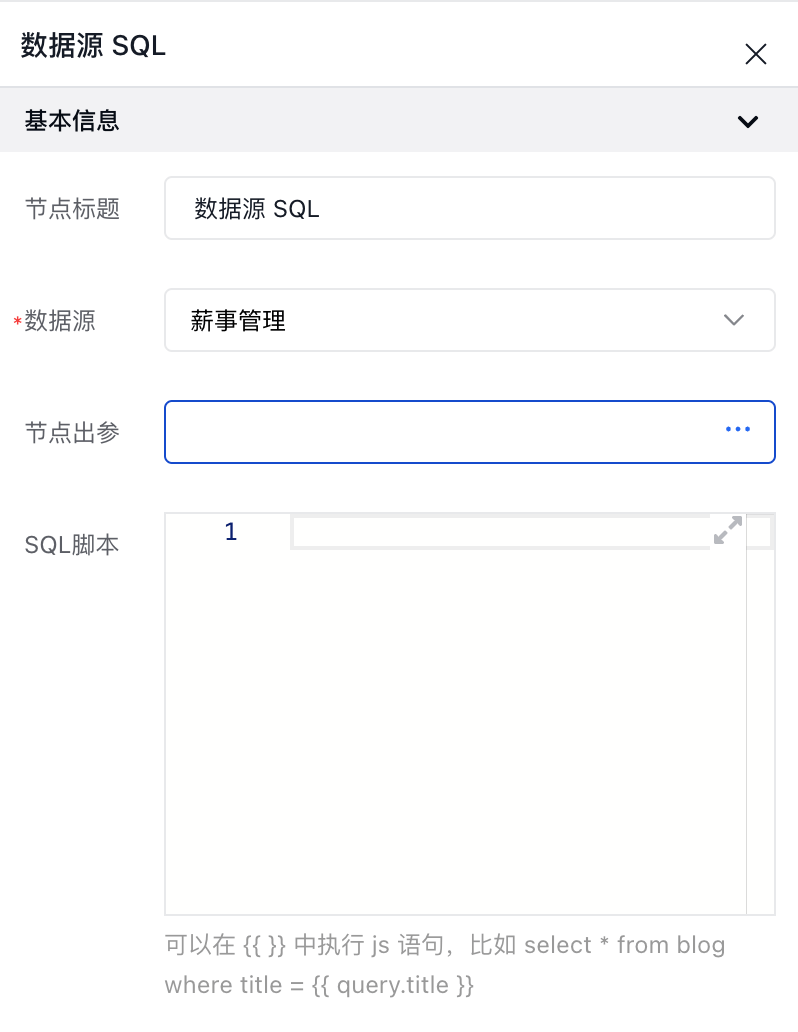 数据源 SQL
基本信息
节点标题
数据源 SQL
*数据源
薪事管理
节点出参
SQL脚本
1
可以在 {{ }} 中执行 js 语句，比如 select * from blog
where title = {{ query.title }}